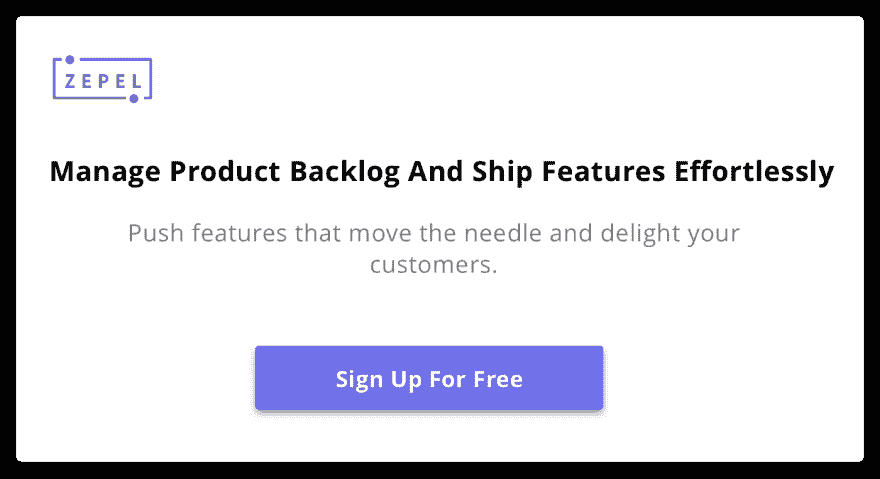 ZEPEL
Manage Product Backlog And Ship Features Effortlessly
Push features that move the needle and delight your
customers.
Sign Up For Free